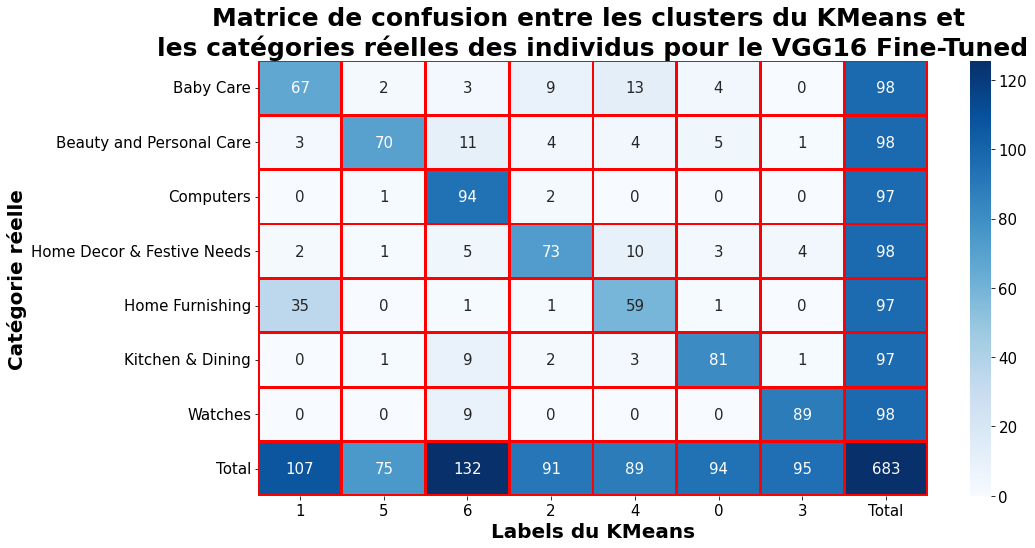 Matrice de confusion entre les clusters du KMeans et
les catégories réelles des individus pour le VGG16 Fine-Tuned
Catégorie réelle
Baby Care 67 2 3 9 13 4 0 98
Beauty and Personal Care 3 70 11 4 4 5 1 98
Computers 0 1 94 2 0 0 0 97
Home Decor & Festive Needs 2 1 5 73 10 3 4 98
Home Furnishing 35 0 1 1 59 1 0 97
Kitchen & Dining 0 1 9 2 3 81 1 97
Watches 0 0 9 0 0 0 89 98
Total 107 75 132 91 89 94 95 683
1 5 6 2 4 0 3 Total
Labels du KMeans
120
100
80
60
40
20
0